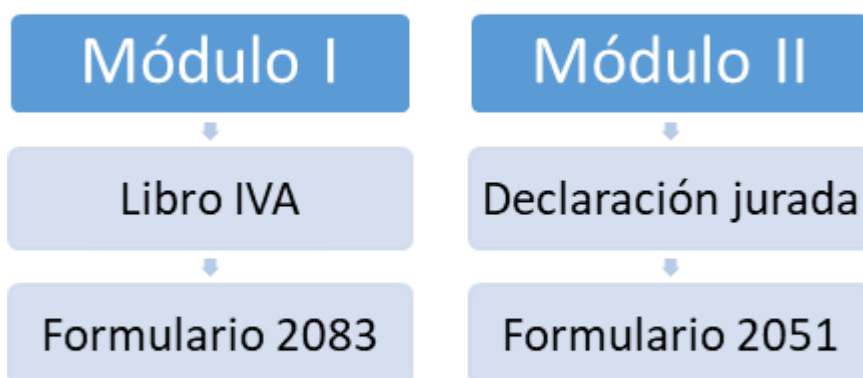 Módulo I
Libro IVA
Formulario 2083
Módulo II
Declaración jurada
Formulario 2051